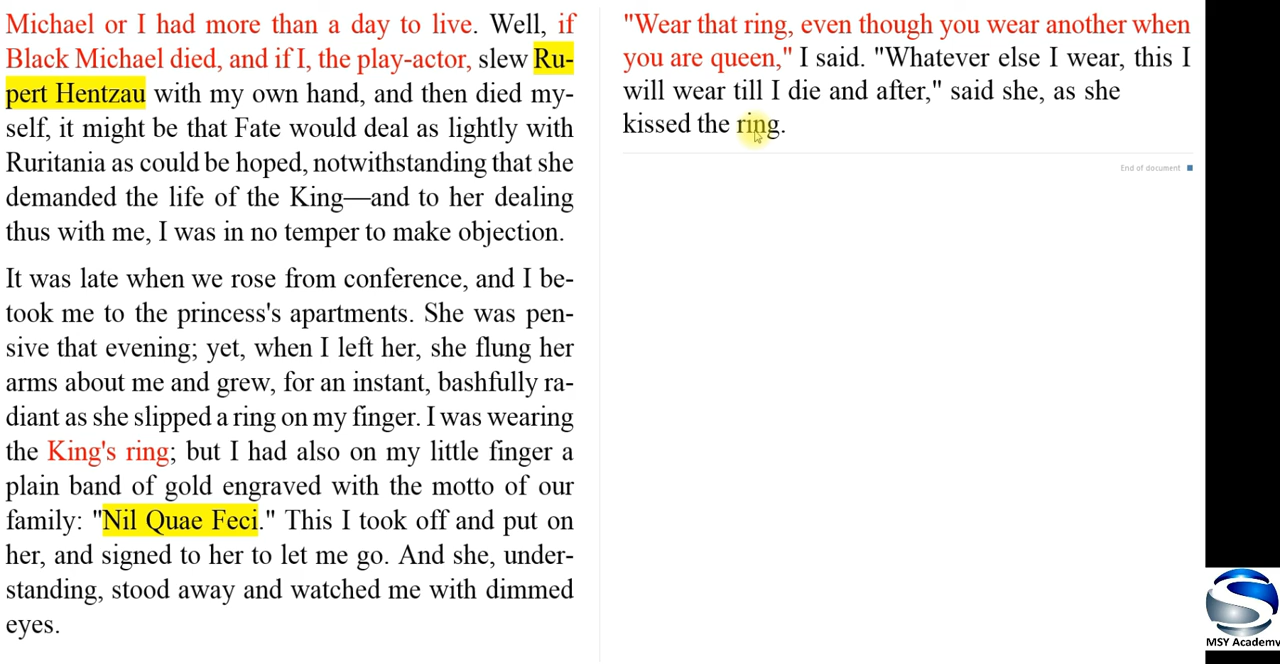 Michael or I had more than a day to live. Well, if
Black Michael died, and if I, the play-actor, slew Ru-
pert Hentzau with my own hand, and then died my-
self, it might be that Fate would deal as lightly with
Ruritania as could be hoped, notwithstanding that she
demanded the life of the King—and to her dealing
thus with me, I was in no temper to make objection.
It was late when we rose from conference, and I be-
took me to the princess's apartments. She was pen-
sive that evening; yet, when I left her, she flung her
arms about me and grew, for an instant, bashfully ra-
diant as she slipped a ring on my finger. I was wearing
the King's ring; but I had also on my little finger a
plain band of gold engraved with the motto of our
family: "Nil Quae Feci." This I took off and put on
her, and signed to her to let me go. And she, under-
standing, stood away and watched me with dimmed
eyes.
"Wear that ring, even though you wear another when
you are queen," I said. "Whatever else I wear, this I
will wear till I die and after," said she, as she
kissed the ring.
End of document
MSY Academy